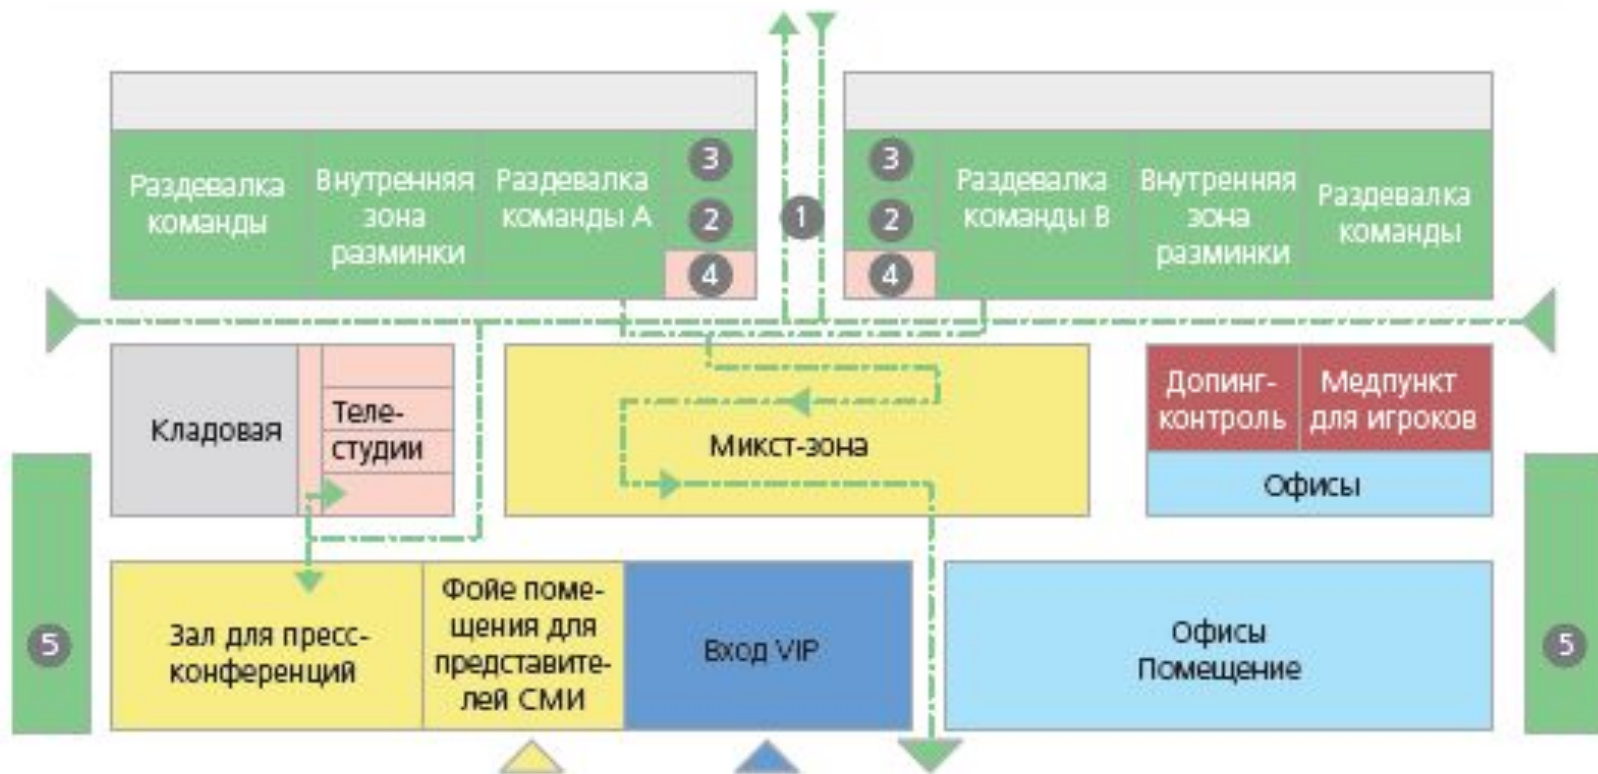 Раздевалка
команды
Внутренняя
зона
разминки
Раздевалка
команды А
3
2
4
1
3
2
4
Раздевалка
команды В
Внутренняя
зона
разминки
Раздевалка
команды
Кладовая
Теле-
студии
Микст-зона
Допинг-
контроль
Медпункт
для игроков
Офисы
5
Зал для пресс-
конференций
Фойе поме-
щения для
представите-
лей СМИ
Вход VIP
Офисы
Помещение
5